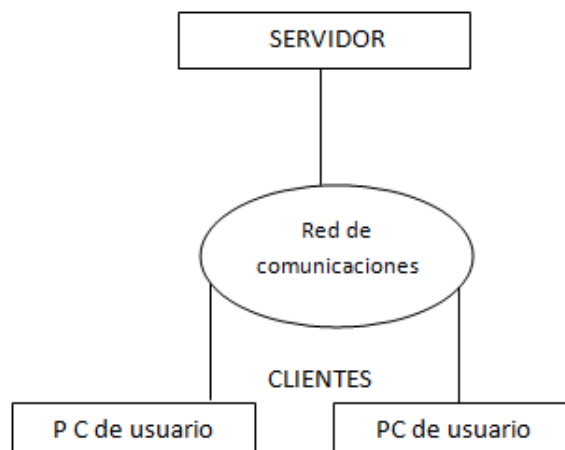 SERVIDOR
Red de
comunicaciones
CLIENTES
P C de usuario
PC de usuario